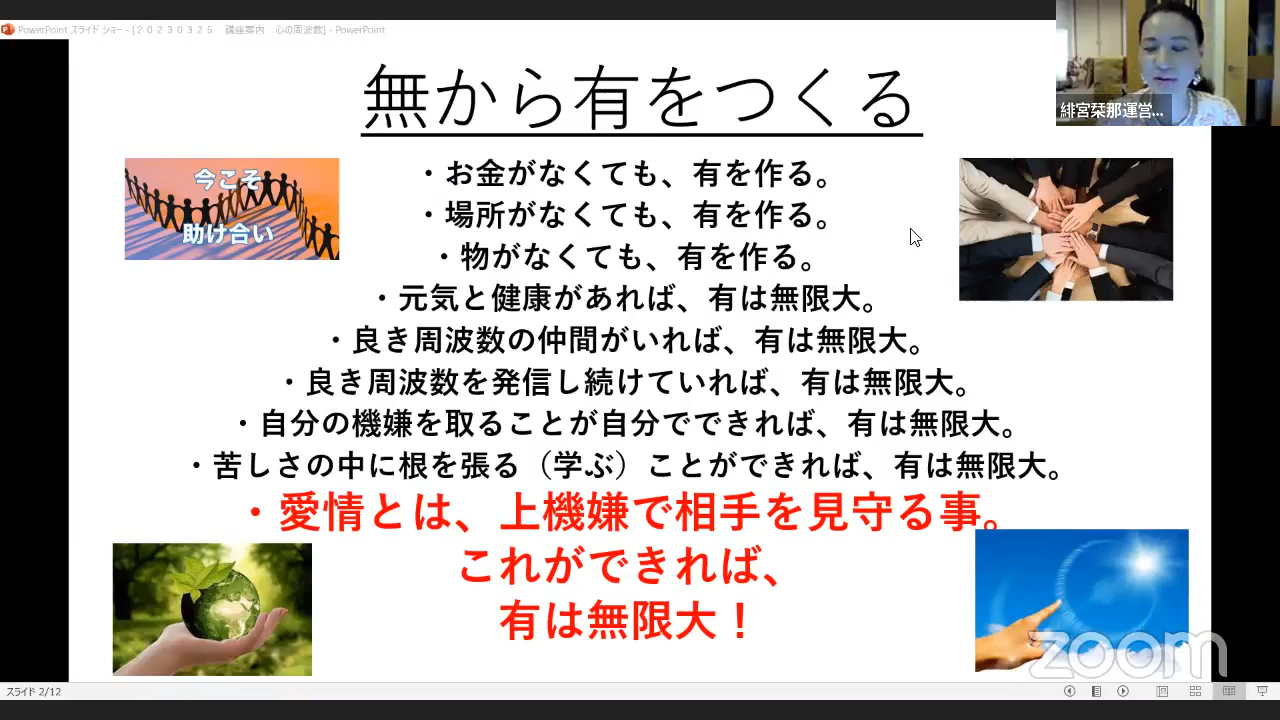 PowerPoint スライド ショー - [２０２３０３２５　講座案内　心の周波数] - PowerPoint
緋宮栞那運営...
無から有をつくる
今こそ
助け合い
・お金がなくても、有を作る。
・場所がなくても、有を作る。
・物がなくても、有を作る。
・元気と健康があれば、有は無限大。
・良き周波数の仲間がいれば、有は無限大。
・良き周波数を発信し続けていれば、有は無限大。
・自分の機嫌を取ることが自分でできれば、有は無限大。
・苦しさの中に根を張る（学ぶ）ことができれば、有は無限大。
・愛情とは、上機嫌で相手を見守る事。
これができれば、
有は無限大！
zoom
スライド 2/12